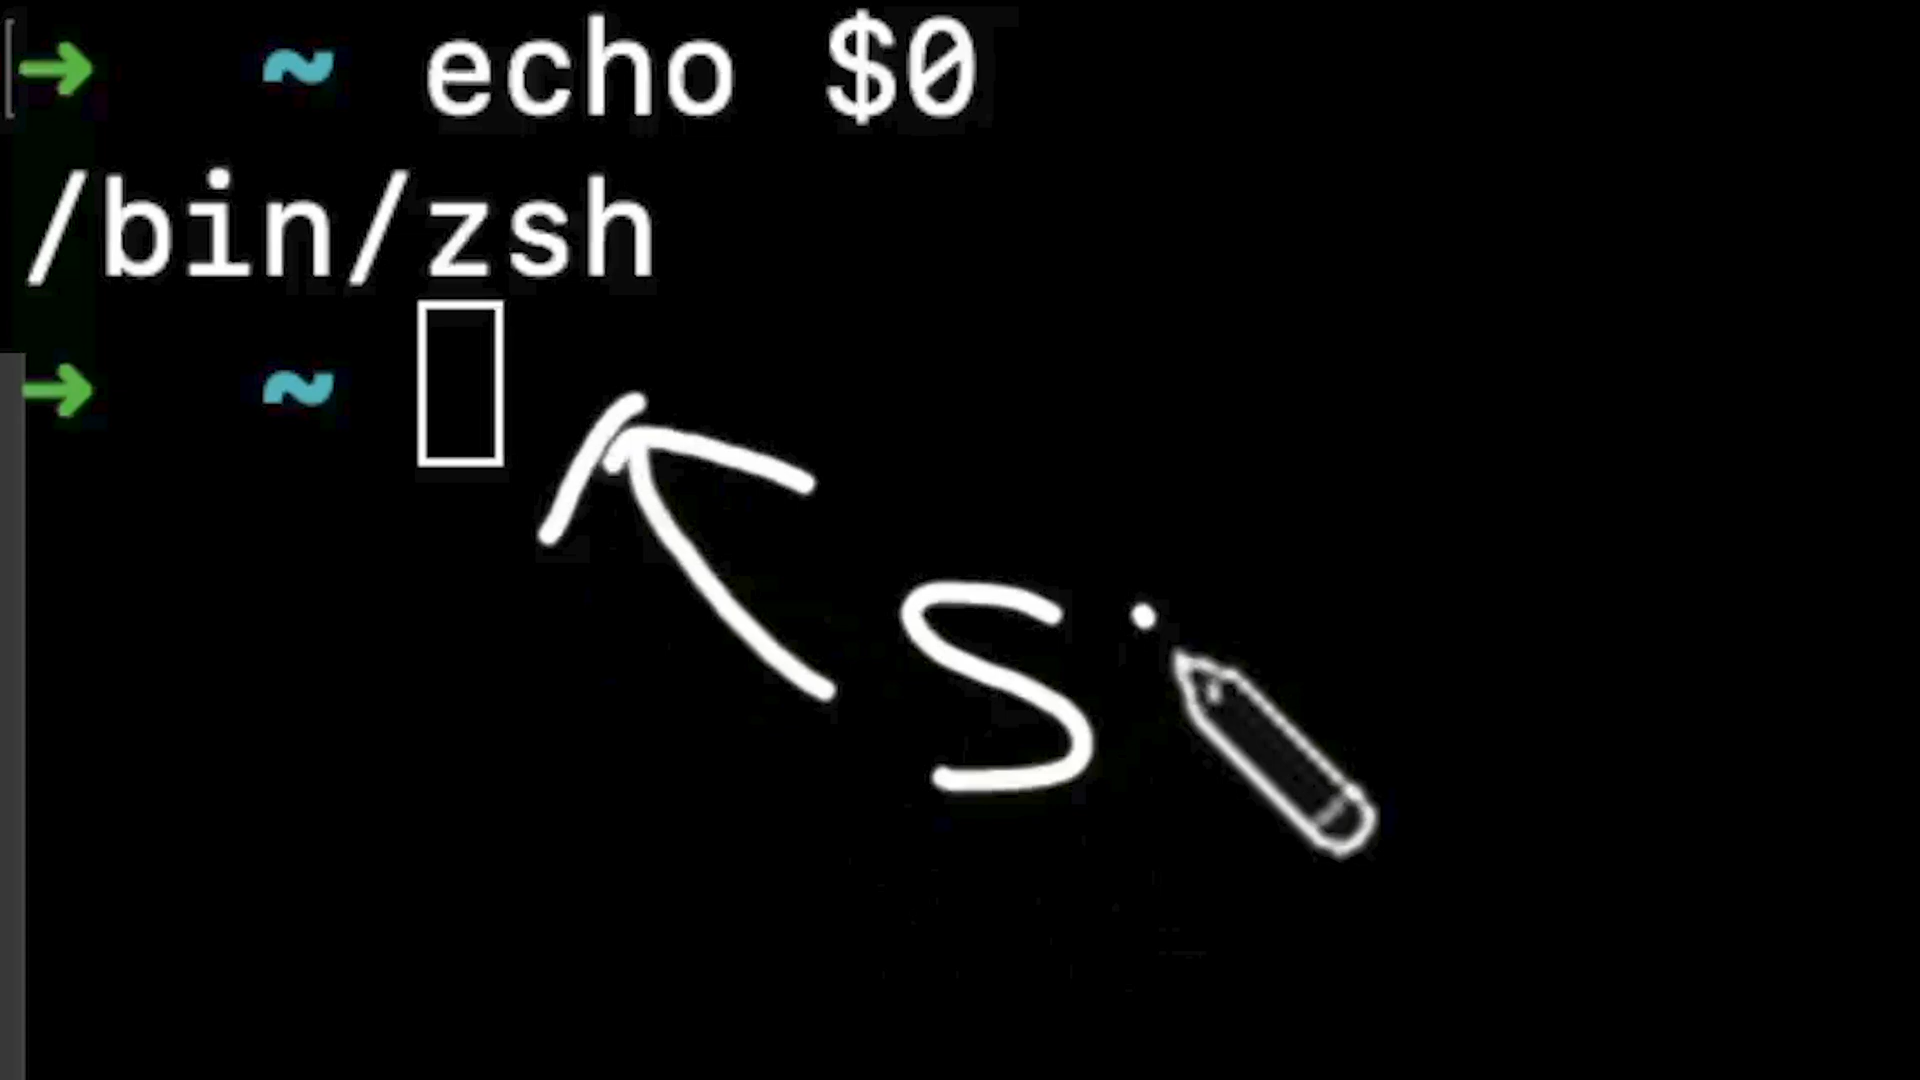 ➜ ~ echo $0
/bin/zsh
➜ ~
S